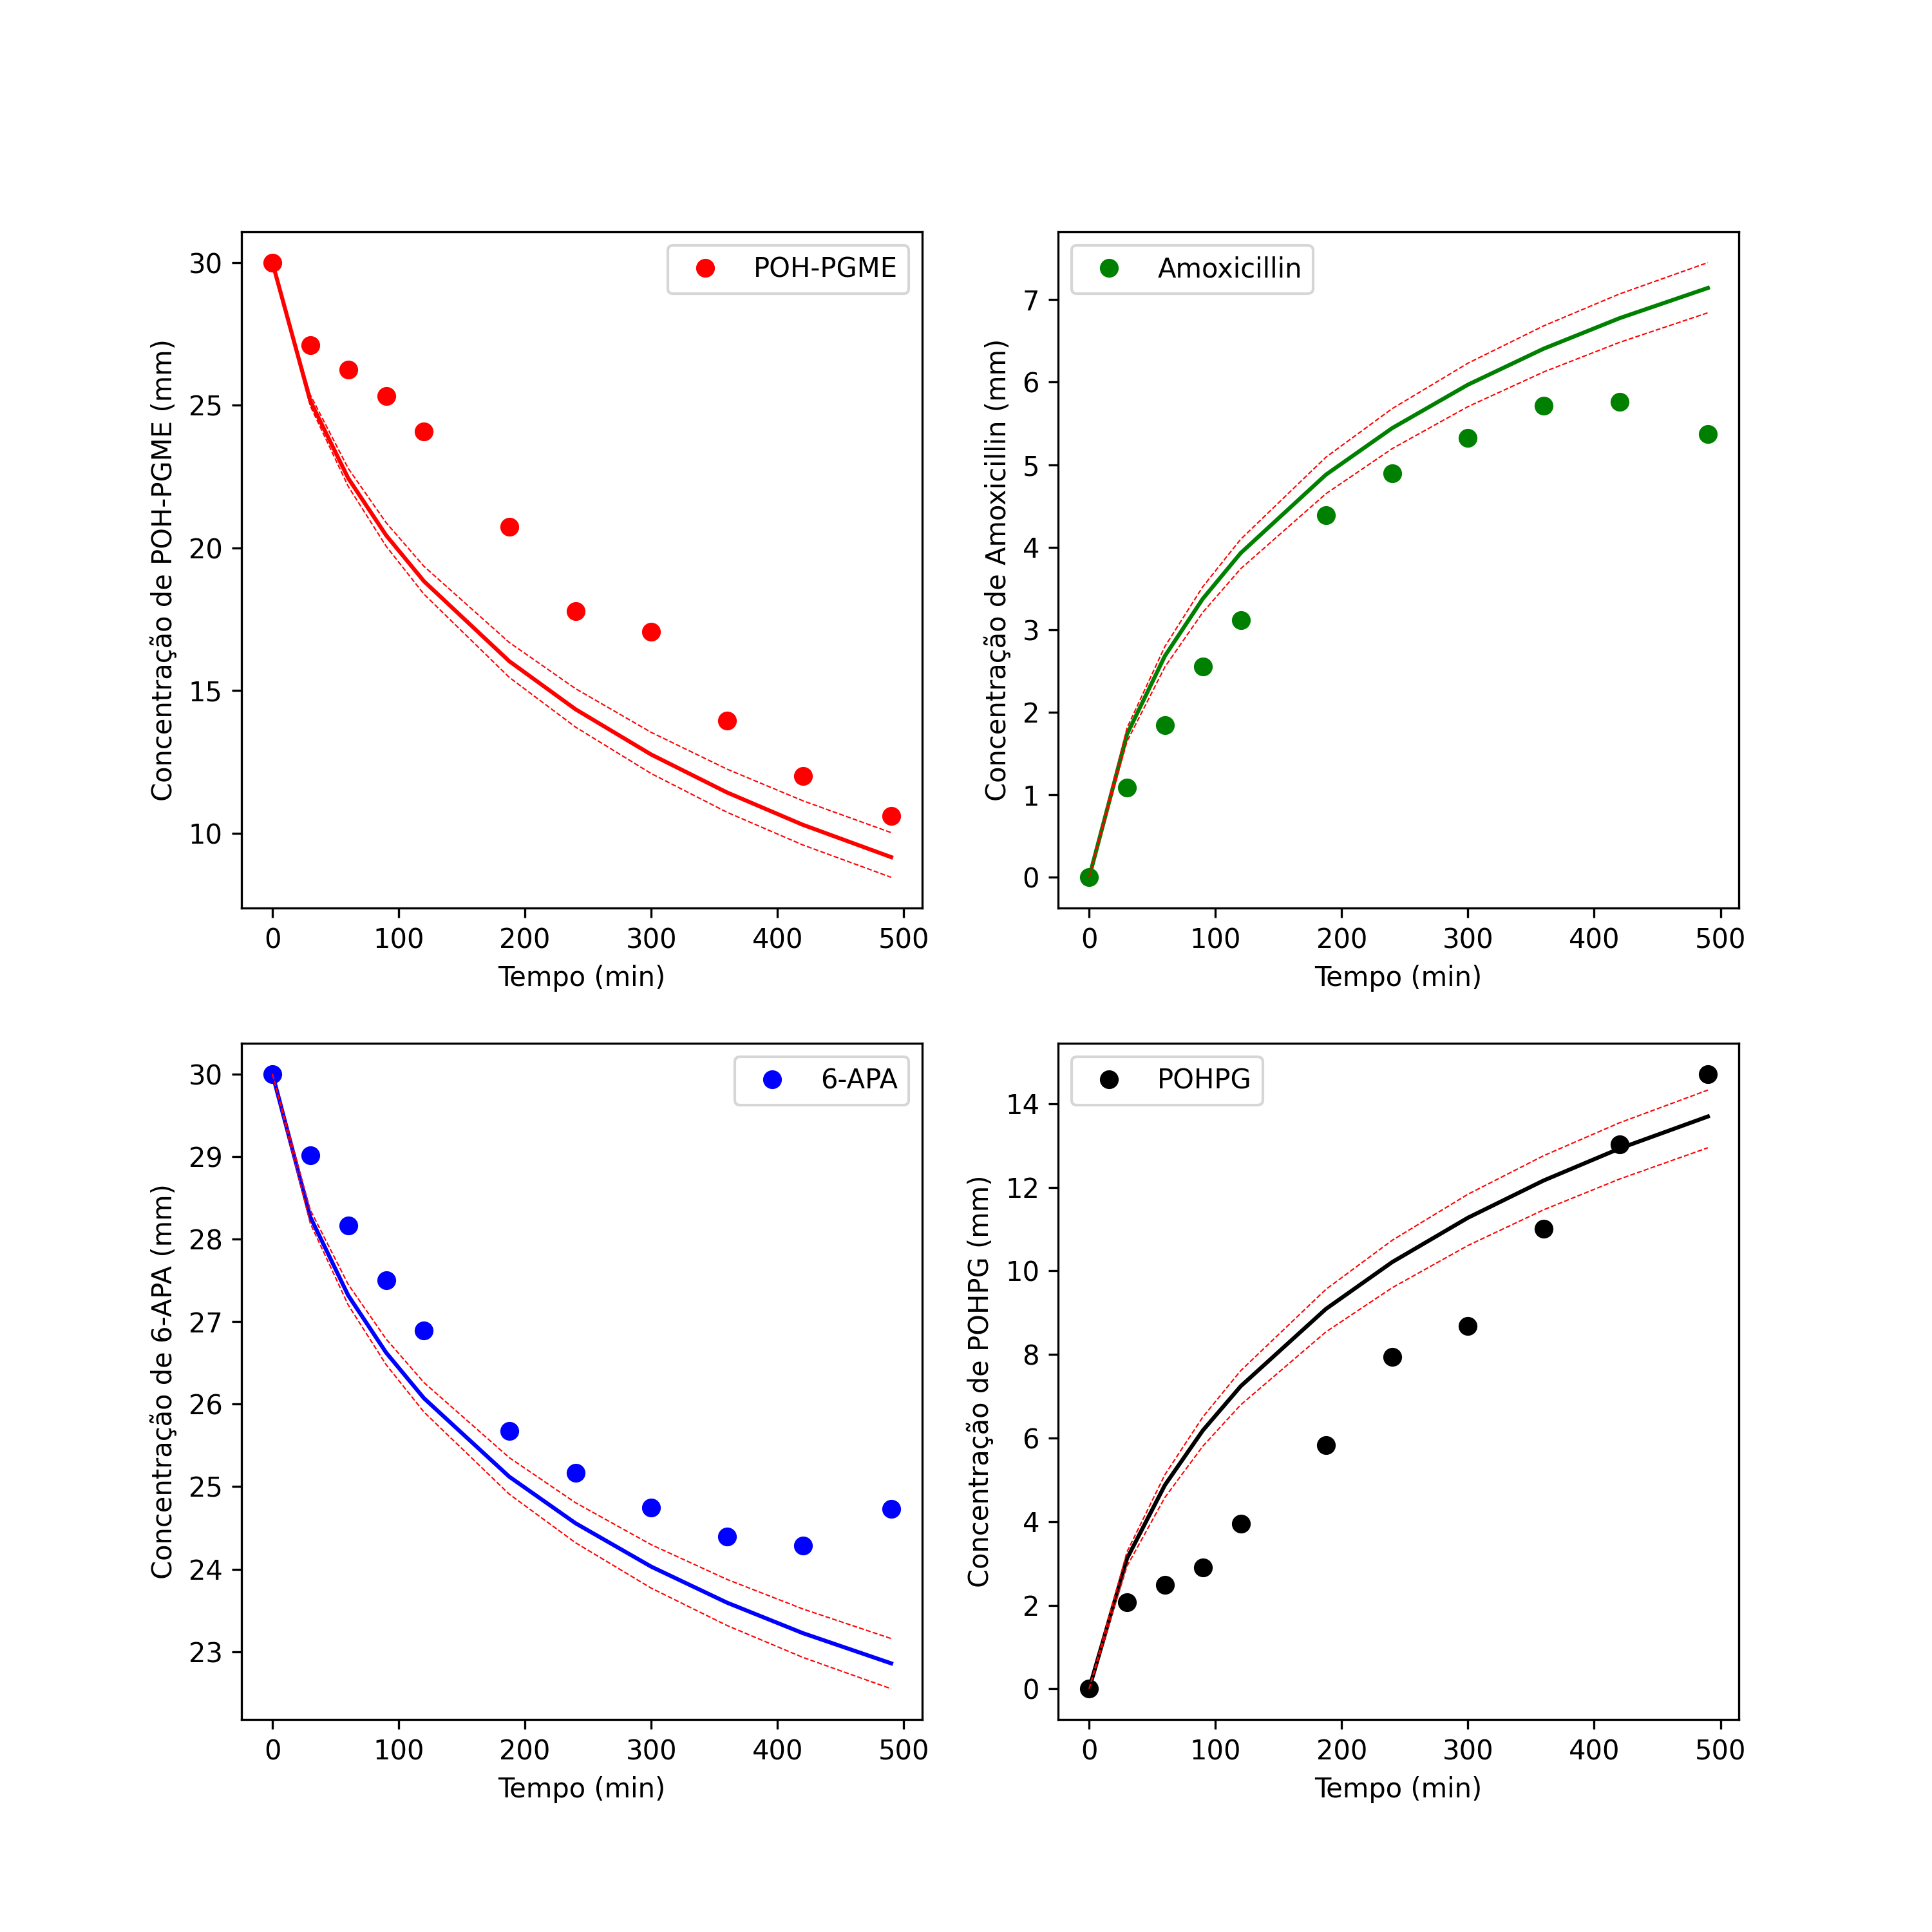 POH-PGME
30
25
20
15
10
Concentração de POH-PGME (mm)
0 100 200 300 400 500
Tempo (min)
Amoxicillin
7
6
5
4
3
2
1
0
Concentração de Amoxicillin (mm)
0 100 200 300 400 500
Tempo (min)
6-APA
30
29
28
27
26
25
24
23
Concentração de 6-APA (mm)
0 100 200 300 400 500
Tempo (min)
POHPG
14
12
10
8
6
4
2
0
Concentração de POHPG (mm)
0 100 200 300 400 500
Tempo (min)